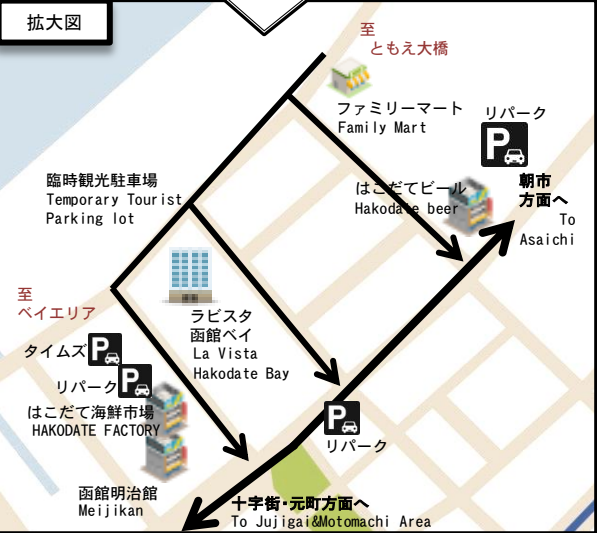 拡大図
至
ともえ大橋
ファミリーマート
Family Mart
リパーク
P
臨時観光駐車場
Temporary Tourist
Parking lot
はこだてビール
Hakodate beer
朝市
方面へ
To
Asaichi
至
ベイエリア
ラビスタ
函館ベイ
La Vista
Hakodate Bay
タイムズ P
リパーク P
はこだて海鮮市場
HAKODATE FACTORY
P
リパーク
函館明治館
Meijikan
十字街・元町方面へ
To Jujigai&Motomachi Area